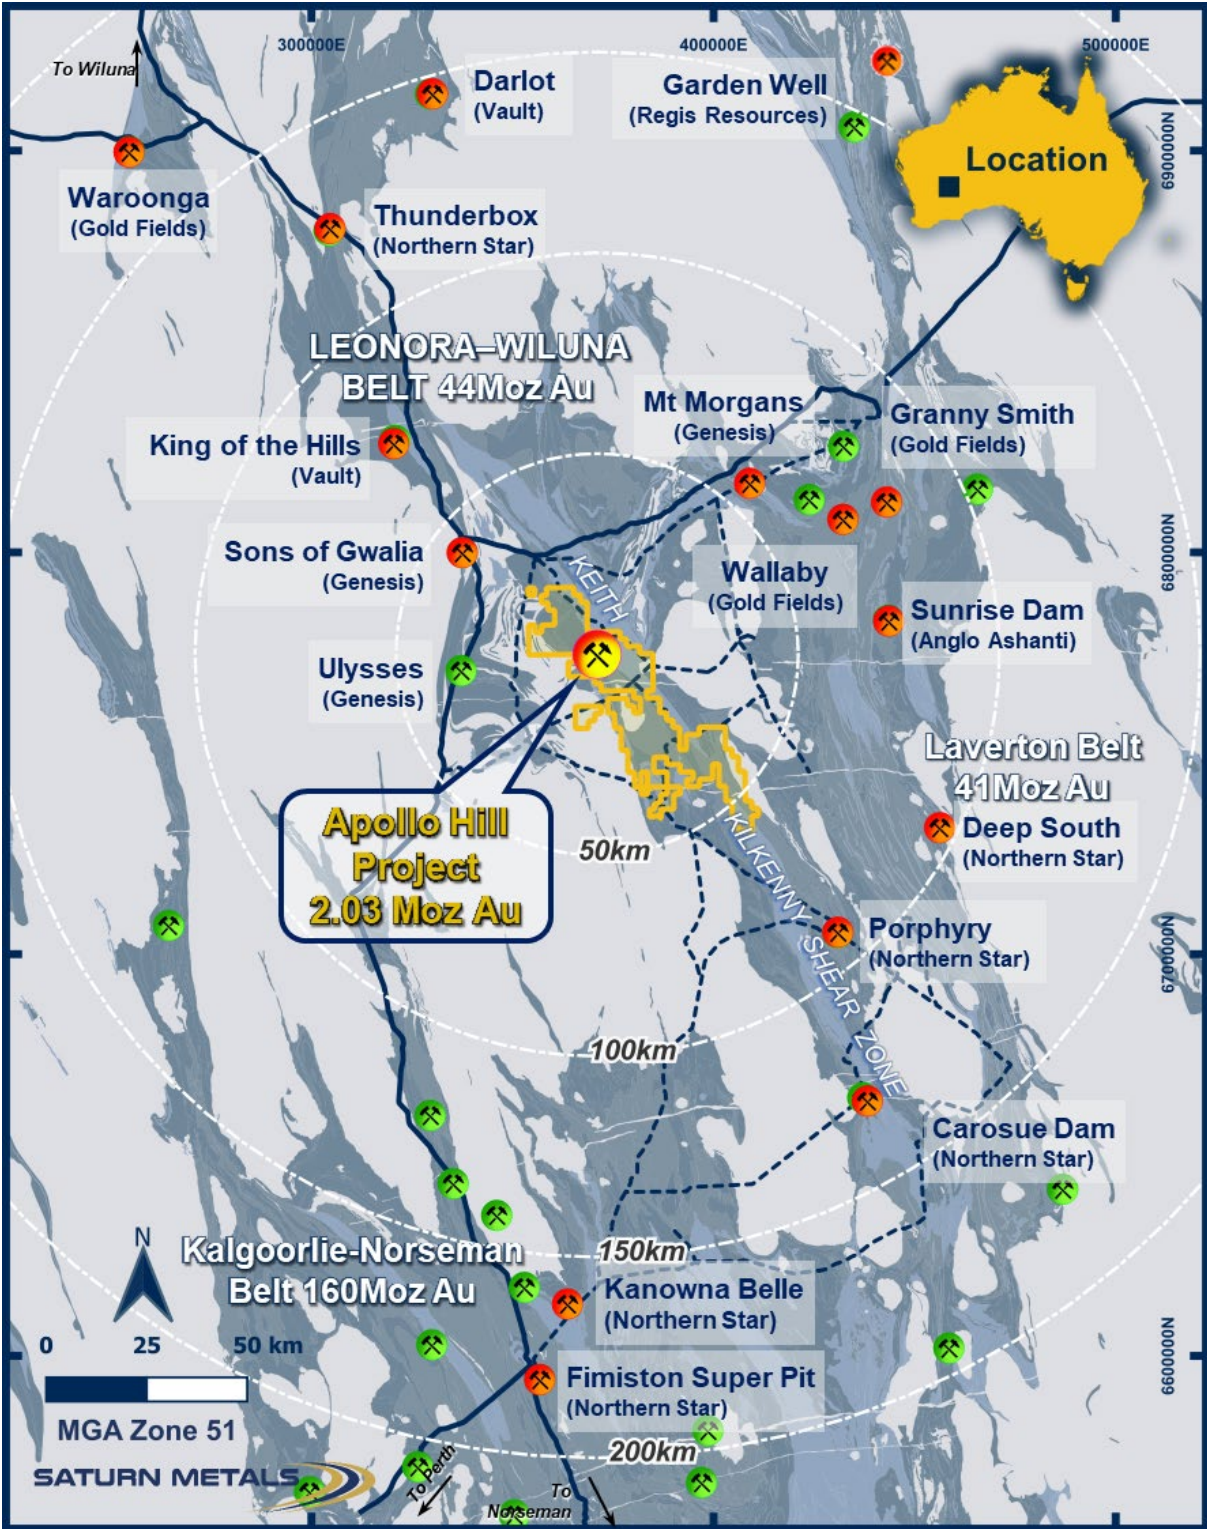 300000E
400000E
500000E
To Wiluna
Darlot
(Vault)
Garden Well
(Regis Resources)
6900000N
Location
Waroonga
(Gold Fields)
Thunderbox
(Northern Star)
LEONORA–WILUNA
BELT 44Moz Au
Mt Morgans
(Genesis)
Granny Smith
(Gold Fields)
King of the Hills
(Vault)
6800000N
Sons of Gwalia
(Genesis)
KEITH
Wallaby
(Gold Fields)
Sunrise Dam
(Anglo Ashanti)
Ulysses
(Genesis)
Laverton Belt
41Moz Au
Apollo Hill
Project
2.03 Moz Au
50km
KILKENNY
Deep South
(Northern Star)
Porphyry
(Northern Star)
6700000N
SHEAR
ZONE
100km
Carosue Dam
(Northern Star)
N
Kalgoorlie-Norseman
Belt 160Moz Au
150km
Kanowna Belle
(Northern Star)
0 25 50 km
6600000N
Fimiston Super Pit
(Northern Star)
MGA Zone 51
200km
SATURN METALS
To Perth
To
Norseman